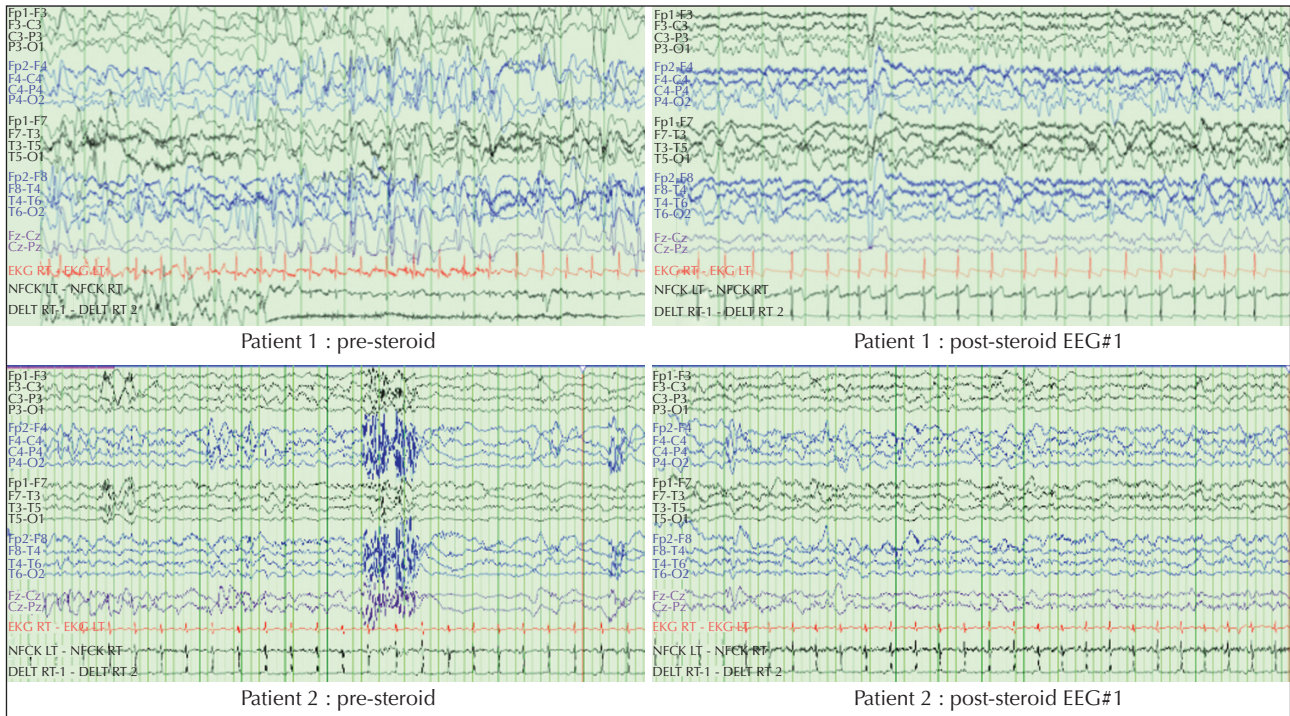 Fp1-F3
F3-C3
C3-P3
P3-O1
Fp2-F4
F4-C4
C4-P4
P4-O2
Fp1-F7
F7-T3
T3-T5
T5-O1
Fp2-F8
F8-T4
T4-T6
T6-O2
Fz-Cz
Cz-Pz
EKG RT - EKG LT
NFCK LT - NFCK RT
DELT RT-1 - DELT RT 2
Patient 1 : pre-steroid
Fp1-F3
F3-C3
C3-P3
P3-O1
Fp2-F4
F4-C4
C4-P4
P4-O2
Fp1-F7
F7-T3
T3-T5
T5-O1
Fp2-F8
F8-T4
T4-T6
T6-O2
Fz-Cz
Cz-Pz
EKG RT - EKG LT
NFCK LT - NFCK RT
DELT RT-1 - DELT RT 2
Patient 1 : post-steroid EEG#1
Fp1-F3
F3-C3
C3-P3
P3-O1
Fp2-F4
F4-C4
C4-P4
P4-O2
Fp1-F7
F7-T3
T3-T5
T5-O1
Fp2-F8
F8-T4
T4-T6
T6-O2
Fz-Cz
Cz-Pz
EKG RT - EKG LT
NFCK LT - NFCK RT
DELT RT-1 - DELT RT 2
Patient 2 : pre-steroid
Fp1-F3
F3-C3
C3-P3
P3-O1
Fp2-F4
F4-C4
C4-P4
P4-O2
Fp1-F7
F7-T3
T3-T5
T5-O1
Fp2-F8
F8-T4
T4-T6
T6-O2
Fz-Cz
Cz-Pz
EKG RT - EKG LT
NFCK LT - NFCK RT
DELT RT-1 - DELT RT 2
Patient 2 : post-steroid EEG#1